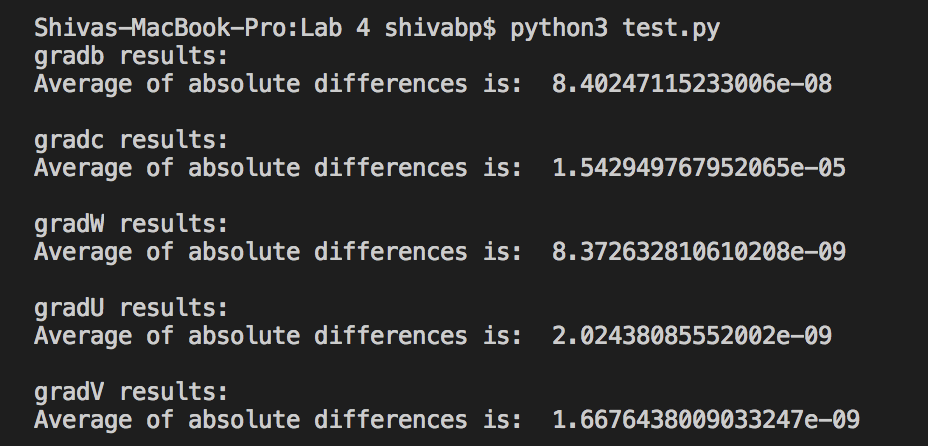 Shivas-MacBook-Pro:Lab 4 shivabp$ python3 test.py
gradb results:
Average of absolute differences is:  8.40247115233006e-08
gradc results:
Average of absolute differences is:  1.542949767952065e-05
gradW results:
Average of absolute differences is:  8.372632810610208e-09
gradU results:
Average of absolute differences is:  2.02438085552002e-09
gradV results:
Average of absolute differences is:  1.6676438009033247e-09